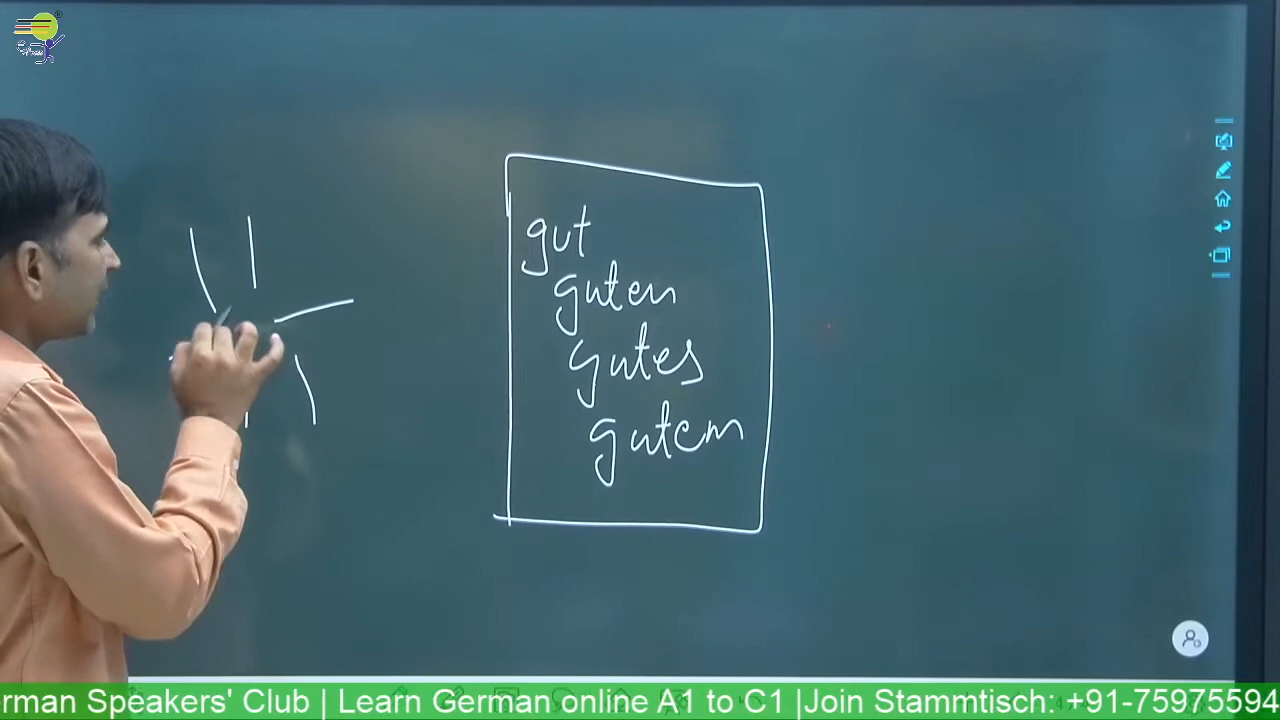 gut
guten
gutes
gutem
rman Speakers' Club | Learn German online A1 to C1 |Join Stammtisch: +91-75975594